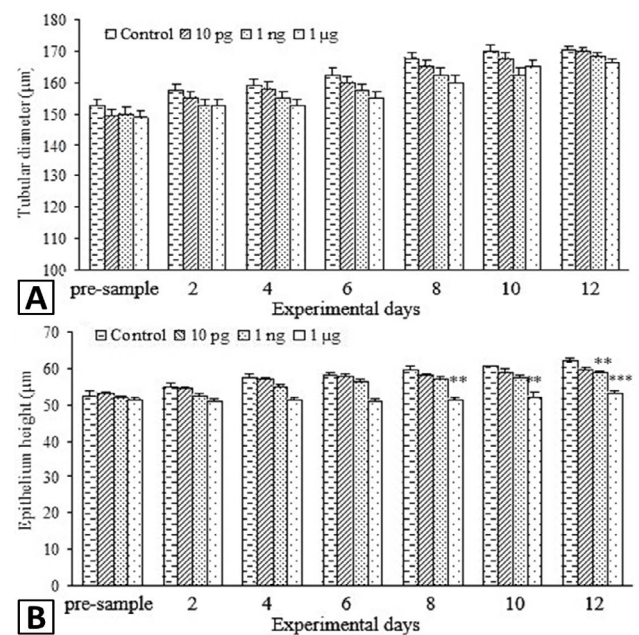 Control 10 pg 1 ng 1 µg
Tubular diameter (µm)
180
170
160
150
140
130
120
110
100
pre-sample 2 4 6 8 10 12
Experimental days
A
Control 10 pg 1 ng 1 µg
Epithelium height (µm
70
60
50
40
30
20
10
0
**
**
**
***
pre-sample 2 4 6 8 10 12
Experimental days
B